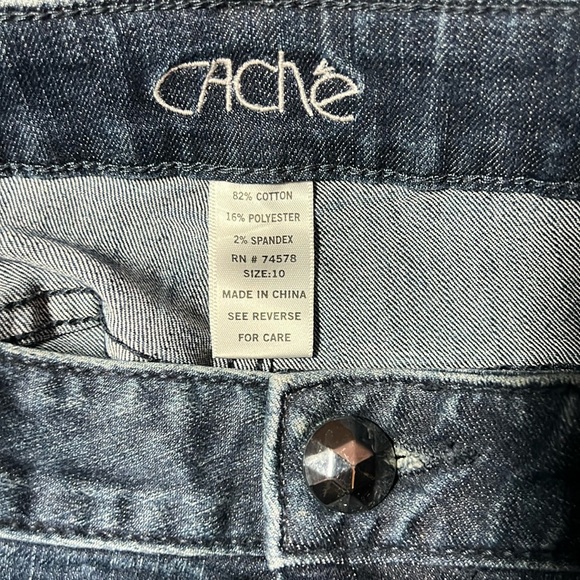 Caché
82% COTTON
16% POLYESTER
2% SPANDEX
RN # 74578
SIZE:10
MADE IN CHINA
SEE REVERSE
FOR CARE